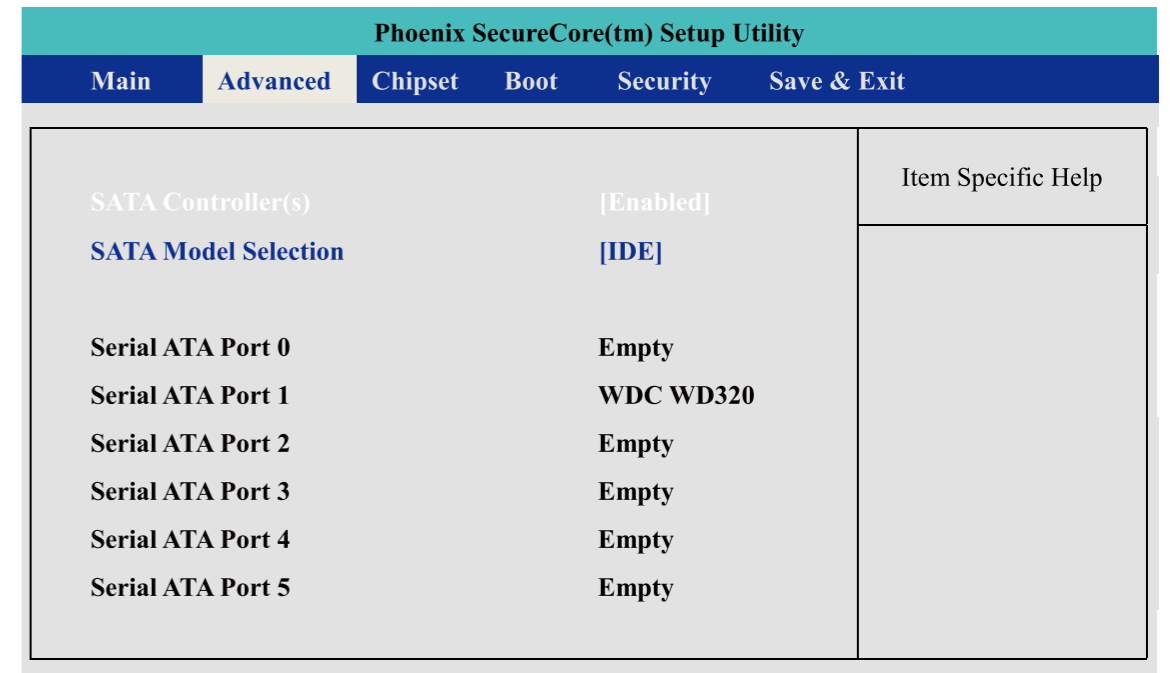 Phoenix SecureCore(tm) Setup Utility
Main Advanced Chipset Boot Security Save & Exit
Item Specific Help
SATA Controller(s) [Enabled]
SATA Model Selection [IDE]
Serial ATA Port 0 Empty
Serial ATA Port 1 WDC WD320
Serial ATA Port 2 Empty
Serial ATA Port 3 Empty
Serial ATA Port 4 Empty
Serial ATA Port 5 Empty